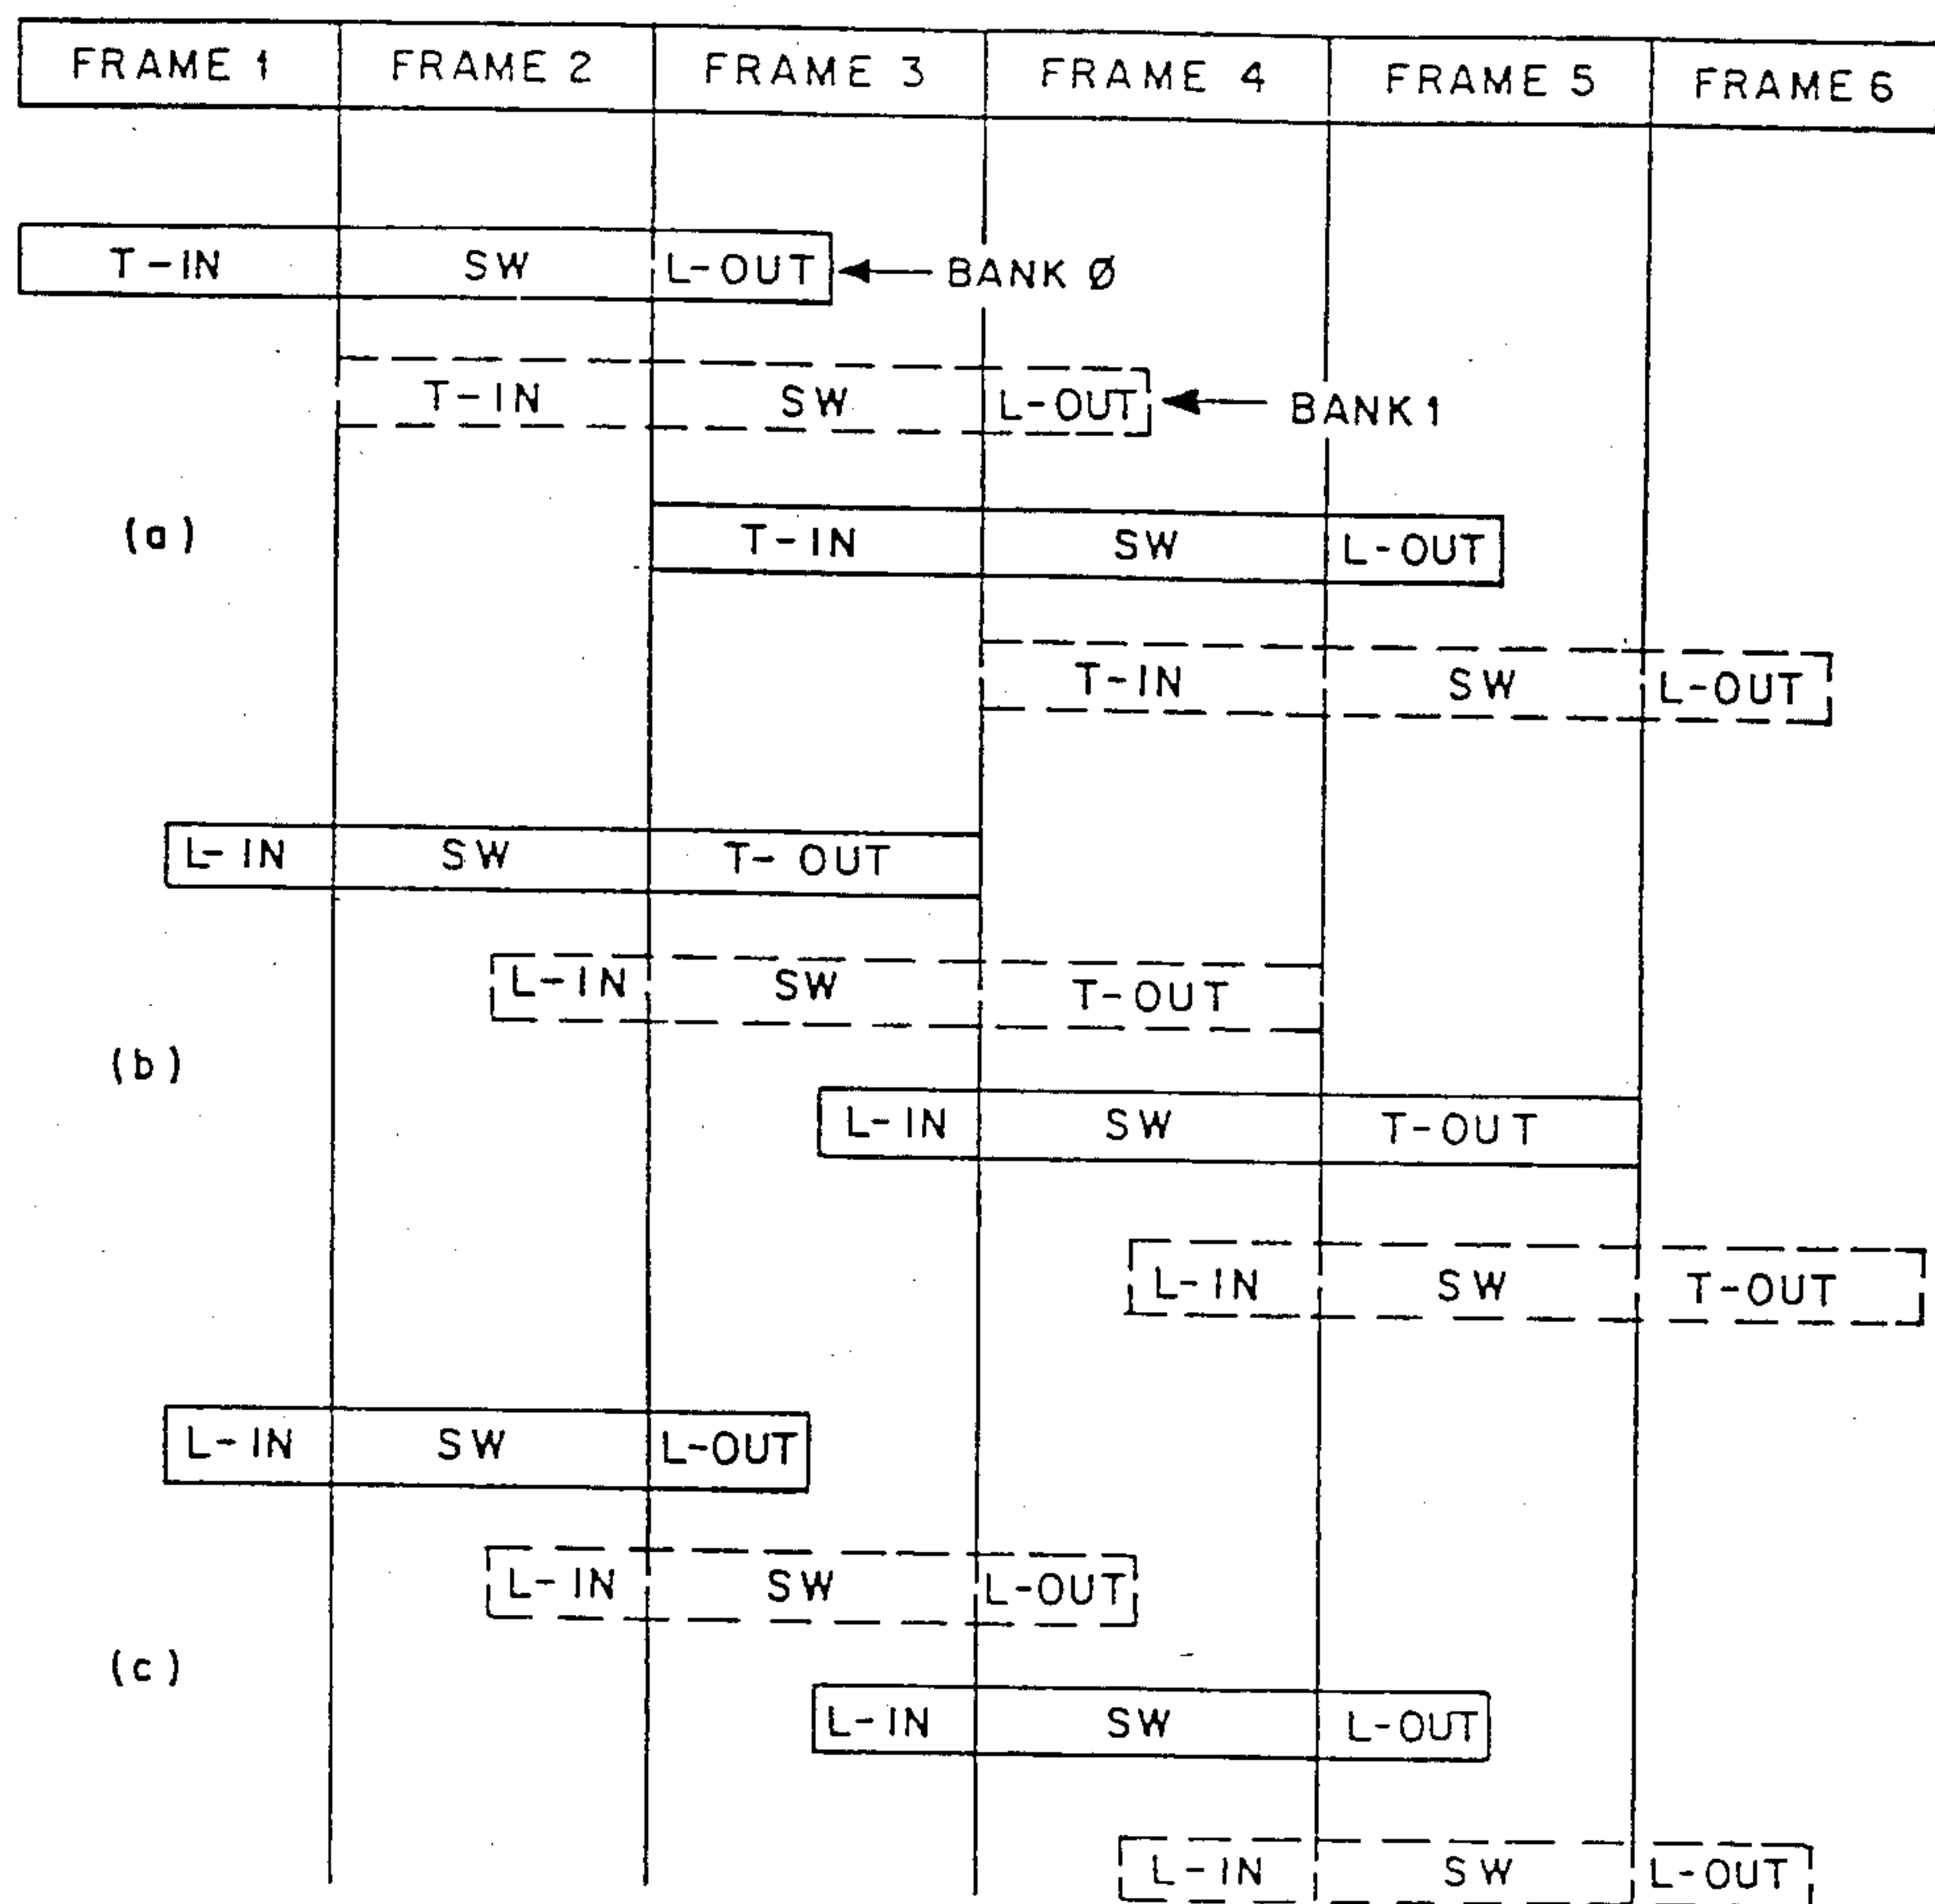 FRAME 1 FRAME 2 FRAME 3 FRAME 4 FRAME 5 FRAME 6
T-IN SW L-OUT BANK Ø
T-IN SW L-OUT BANK 1
(a)
T-IN SW L-OUT
T-IN SW L-OUT
L-IN SW T-OUT
L-IN SW T-OUT
(b)
L-IN SW T-OUT
L-IN SW T-OUT
L-IN SW L-OUT
L-IN SW L-OUT
(c)
L-IN SW L-OUT
L-IN SW L-OUT